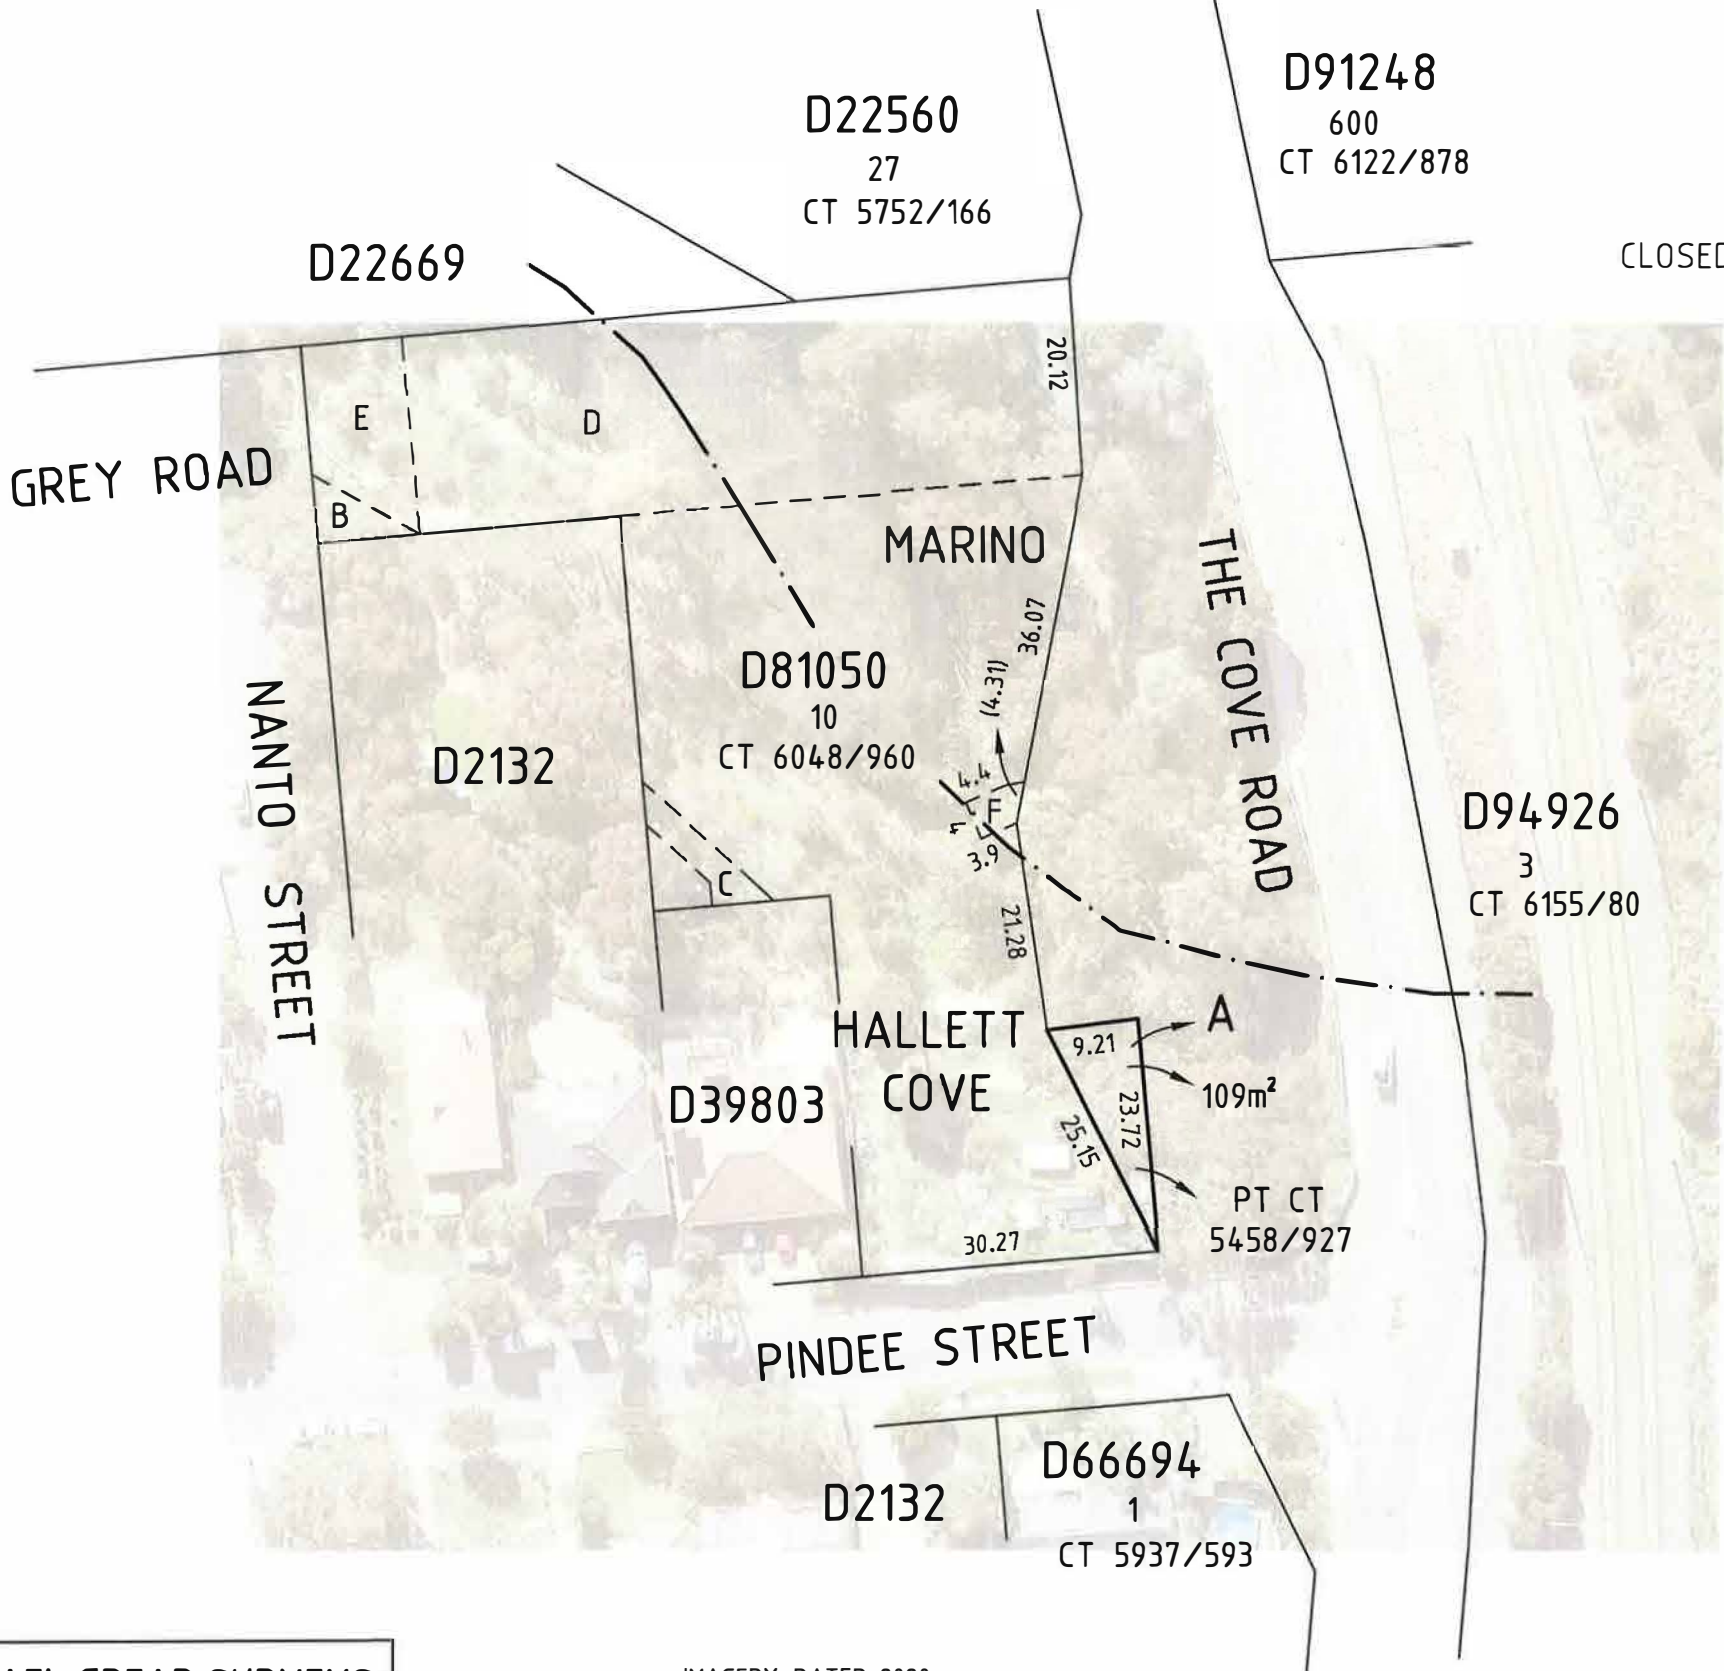 D91248
600
CT 6122/878
D22560
27
CT 5752/166
D22669
CLOSED
20.12
E
D
GREY ROAD
B
MARINO
THE COVE ROAD
36.07
(4.31)
D81050
10
CT 6048/960
NANTO STREET
D2132
4.4
F
4
3.9
D94926
3
CT 6155/80
C
21.28
HALLETT
COVE
A
9.21
109m²
D39803
23.72
25.15
PT CT
5458/927
30.27
PINDEE STREET
D66694
1
CT 5937/593
D2132